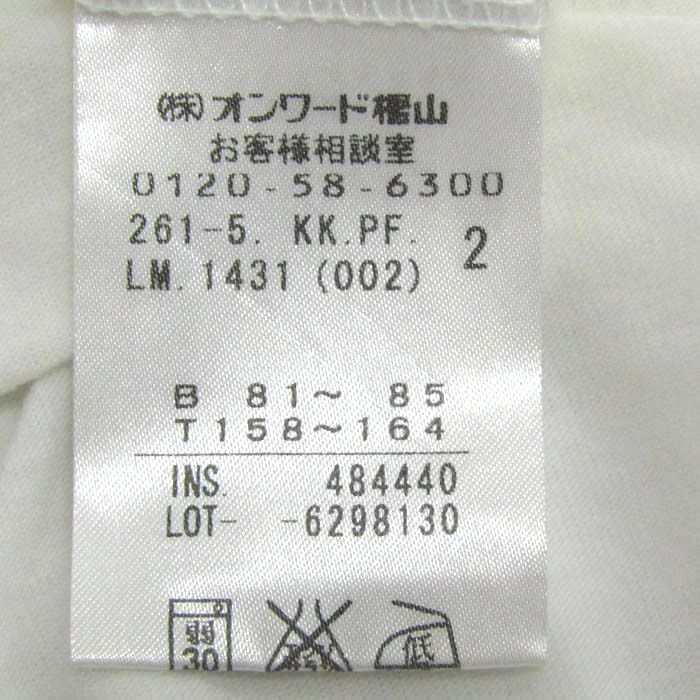 (株)オンワード樫山
お客様相談室
0120-58-6300
261-5. KK.PF. 2
LM.1431 (002)
B 81~ 85
T158~164
INS. 484440
LOT- -6298130
弱 低
30